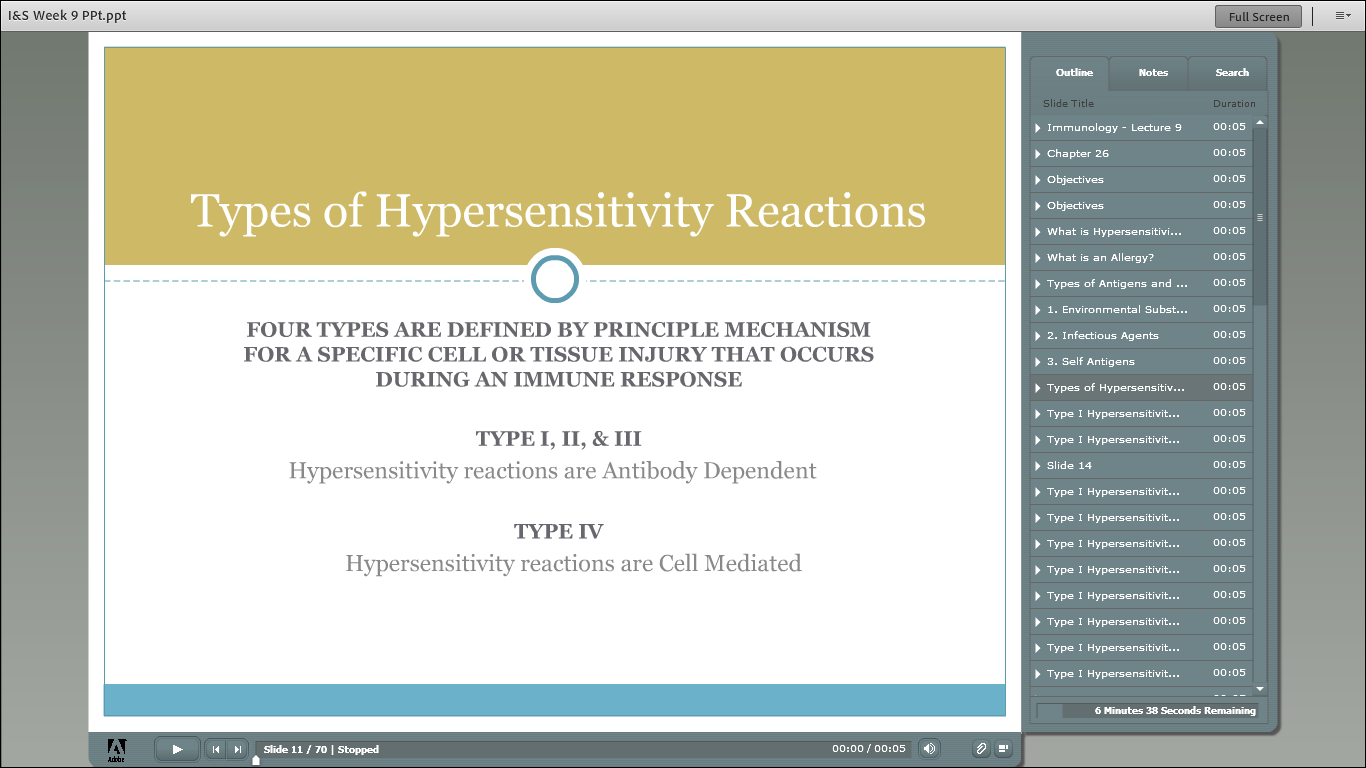 I&S Week 9 PPt.ppt
Full Screen
Types of Hypersensitivity Reactions
FOUR TYPES ARE DEFINED BY PRINCIPLE MECHANISM
FOR A SPECIFIC CELL OR TISSUE INJURY THAT OCCURS
DURING AN IMMUNE RESPONSE
TYPE I, II, & III
Hypersensitivity reactions are Antibody Dependent
TYPE IV
Hypersensitivity reactions are Cell Mediated
Outline Notes Search
Slide Title Duration
Immunology - Lecture 9 00:05
Chapter 26 00:05
Objectives 00:05
Objectives 00:05
What is Hypersensitivi... 00:05
What is an Allergy? 00:05
Types of Antigens and ... 00:05
1. Environmental Subst... 00:05
2. Infectious Agents 00:05
3. Self Antigens 00:05
Types of Hypersensitiv... 00:05
Type I Hypersensitivit... 00:05
Type I Hypersensitivit... 00:05
Slide 14 00:05
Type I Hypersensitivit... 00:05
Type I Hypersensitivit... 00:05
Type I Hypersensitivit... 00:05
Type I Hypersensitivit... 00:05
Type I Hypersensitivit... 00:05
Type I Hypersensitivit... 00:05
Type I Hypersensitivit... 00:05
Type I Hypersensitivit... 00:05
6 Minutes 38 Seconds Remaining
Adobe
Slide 11 / 70 | Stopped 00:00 / 00:05